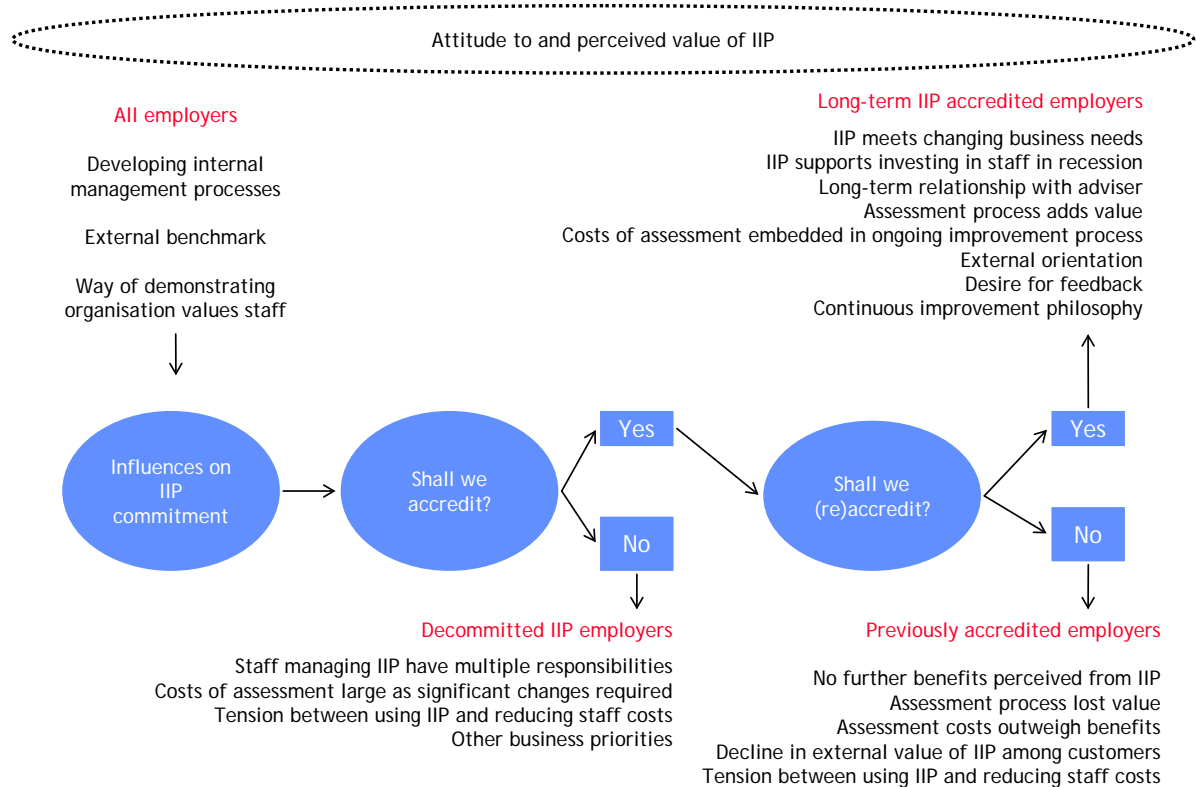 Attitude to and perceived value of IIP
All employers
Developing internal
management processes
External benchmark
Way of demonstrating
organisation values staff
Long-term IIP accredited employers
IIP meets changing business needs
IIP supports investing in staff in recession
Long-term relationship with adviser
Assessment process adds value
Costs of assessment embedded in ongoing improvement process
External orientation
Desire for feedback
Continuous improvement philosophy
Influences on
IIP
commitment
Shall we
accredit?
Yes
No
Shall we
(re)accredit?
Yes
No
Decommitted IIP employers
Staff managing IIP have multiple responsibilities
Costs of assessment large as significant changes required
Tension between using IIP and reducing staff costs
Other business priorities
Previously accredited employers
No further benefits perceived from IIP
Assessment process lost value
Assessment costs outweigh benefits
Decline in external value of IIP among customers
Tension between using IIP and reducing staff costs